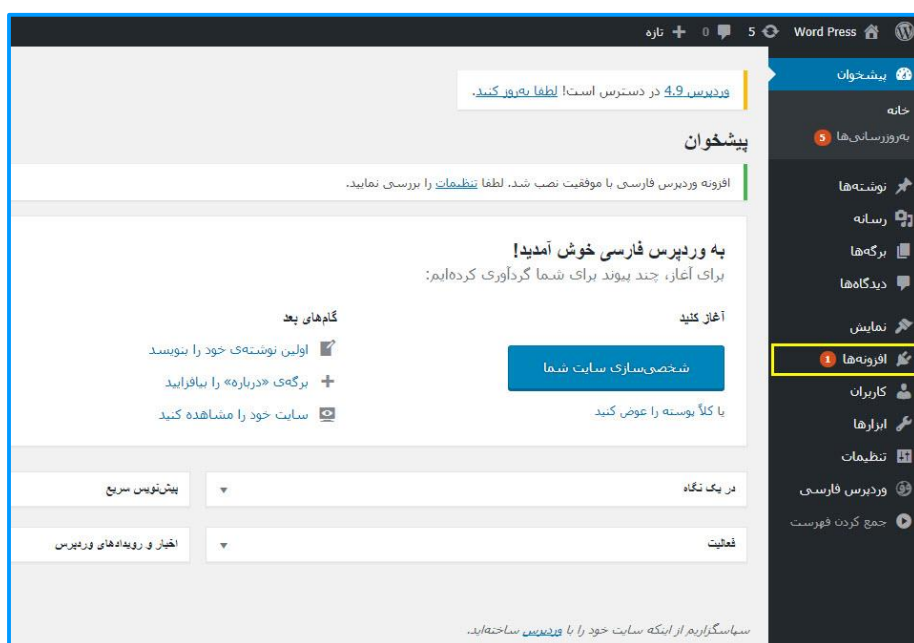 Word Press 5 0 تازه
پیشخوان
خانه
به‌روزرسانی‌ها 5
نوشته‌ها
رسانه
برگه‌ها
دیدگاه‌ها
نمایش
افزونه‌ها 1
کاربران
ابزارها
تنظیمات
وردپرس فارسی
جمع کردن فهرست
وردپرس 4.9 در دسترس است! لطفا به‌روز کنید.
پیشخوان
افزونه وردپرس فارسی با موفقیت نصب شد. لطفا تنظیمات را بررسی نمایید.
به وردپرس فارسی خوش آمدید!
برای آغاز، چند پیوند برای شما گردآوری کرده‌ایم:
آغاز کنید
شخصی‌سازی سایت شما
یا کلاً پوسته را عوض کنید
گام‌های بعد
اولین نوشته‌ی خود را بنویسد
برگه‌ی «درباره» را بیافزایید
سایت خود را مشاهده کنید
در یک نگاه
پیش‌نویس سریع
فعالیت
اخبار و رویدادهای وردپرس
سپاسگزاریم از اینکه سایت خود را با وردپرس ساخته‌اید.